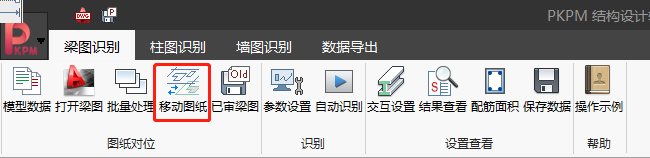 DWG
PKPM 结构设计
PKPM
梁图识别 柱图识别 墙图识别 数据导出
Old
模型数据 打开梁图 批量处理 移动图纸 已审梁图 参数设置 自动识别 交互设置 结果查看 配筋面积 保存数据 操作示例
图纸对位 识别 设置查看 帮助